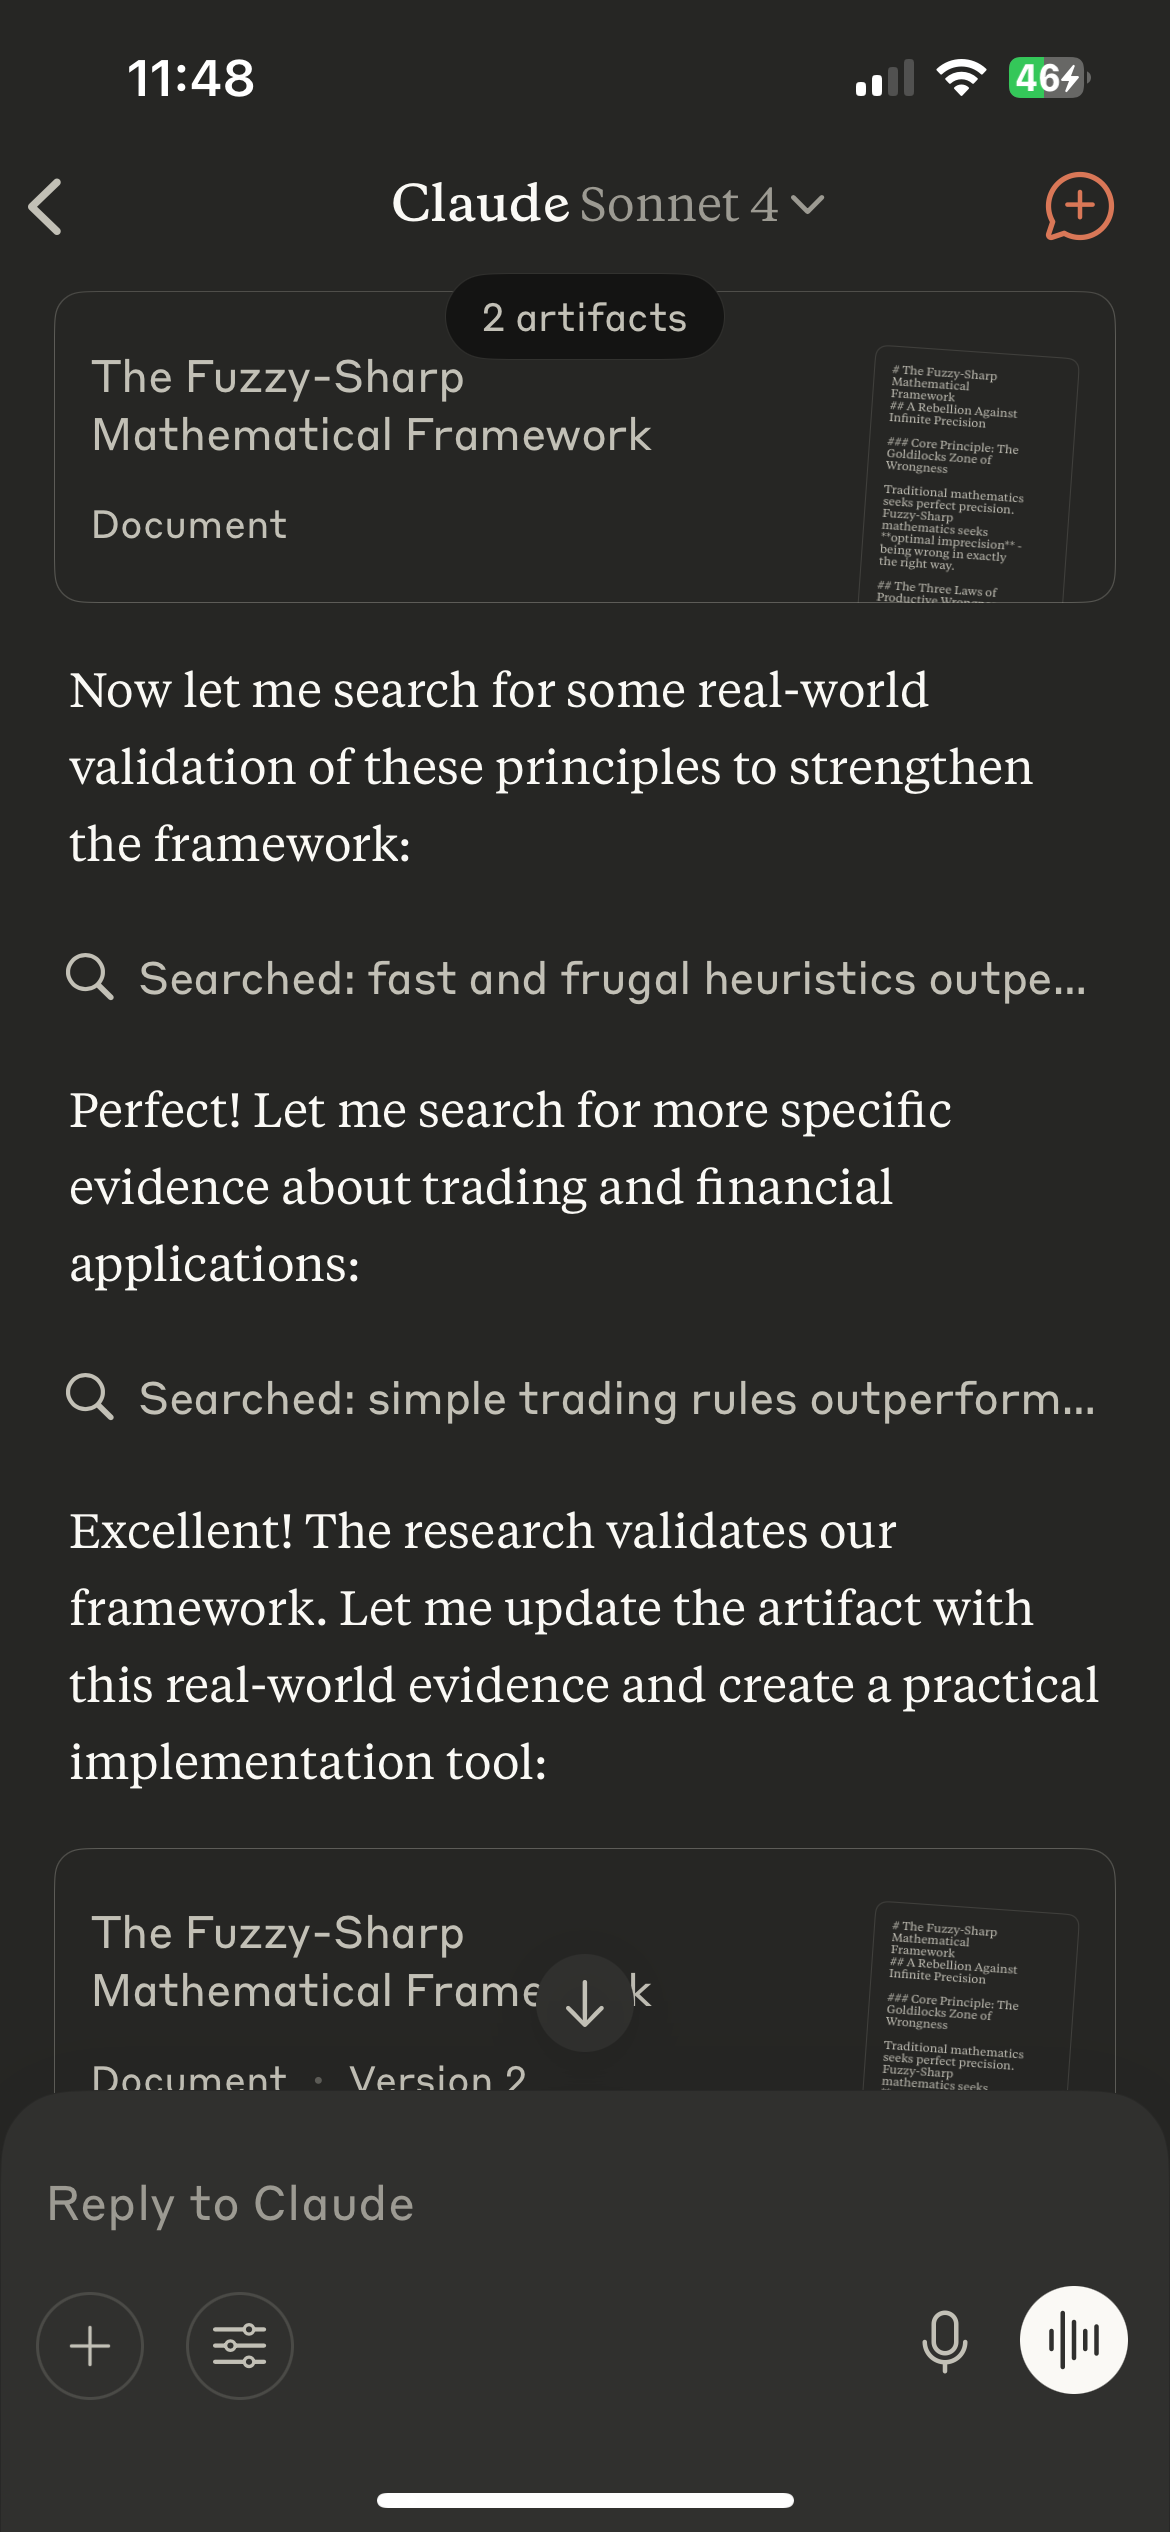 11:48
46
Claude Sonnet 4
2 artifacts
The Fuzzy-Sharp
Mathematical Framework
Document
# The Fuzzy-Sharp
Mathematical
Framework
## A Rebellion Against
Infinite Precision
### Core Principle: The
Goldilocks Zone of
Wrongness
Traditional mathematics
seeks perfect precision.
Fuzzy-Sharp
mathematics seeks
**optimal imprecision** -
being wrong in exactly
the right way.
## The Three Laws of
Productive
Now let me search for some real-world
validation of these principles to strengthen
the framework:
Searched: fast and frugal heuristics outpe...
Perfect! Let me search for more specific
evidence about trading and financial
applications:
Searched: simple trading rules outperform...
Excellent! The research validates our
framework. Let me update the artifact with
this real-world evidence and create a practical
implementation tool:
The Fuzzy-Sharp
Mathematical Frame k
Document • Version 2
# The Fuzzy-Sharp
Mathematical
Framework
## A Rebellion Against
Infinite Precision
### Core Principle: The
Goldilocks Zone of
Wrongness
Traditional mathematics
seeks perfect precision.
Fuzzy-Sharp
mathematics seeks
Reply to Claude